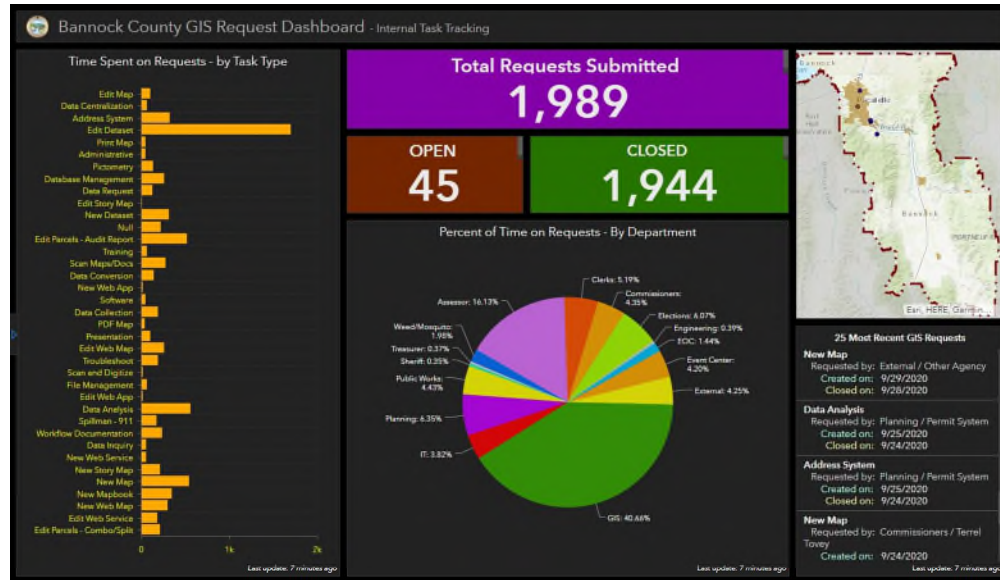 Bannock County GIS Request Dashboard - Internal Task Tracking
Time Spent on Requests - by Task Type
Edit Map
Data Centralization
Address System
Edit Dataset
Print Map
Administrative
Pictometry
Database Management
Data Request
Edit Story Map
New Dataset
Null
Edit Parcels - Audit Report
Training
Scan Maps/Docs
Data Conversion
New Web App
Software
Data Collection
PDF Map
Presentation
Edit Web Map
Troubleshoot
Scan and Digitize
File Management
Edit Web App
Data Analysis
Spillman - 911
Workflow Documentation
Data Inquiry
New Web Service
New Story Map
New Map
New Mapbook
New Web Map
Edit Web Service
Edit Parcels - Combo/Split
0 1k 2k
Last update: 7 minutes ago
Total Requests Submitted
1,989
OPEN
45
CLOSED
1,944
Percent of Time on Requests - By Department
Clerks: 5.19%
Commissioners:
4.35%
Elections: 6.07%
Engineering: 0.39%
EOC: 1.44%
Event Center:
4.20%
External: 4.25%
GIS: 40.66%
IT: 3.82%
Planning: 6.35%
Public Works:
4.43%
Sheriff: 0.35%
Treasurer: 0.37%
Weed/Mosquito:
1.98%
Assessor: 16.13%
Last update: 7 minutes ago
Bannock
Bannock
Esri, HERE, Garmin...
25 Most Recent GIS Requests
New Map
Requested by: External / Other Agency
Created on: 9/29/2020
Closed on: 9/28/2020
Data Analysis
Requested by: Planning / Permit System
Created on: 9/25/2020
Closed on: 9/24/2020
Address System
Requested by: Planning / Permit System
Created on: 9/25/2020
Closed on: 9/24/2020
New Map
Requested by: Commissioners / Terrel
Tovey
Created on: 9/24/2020
Last update: 7 minutes ago